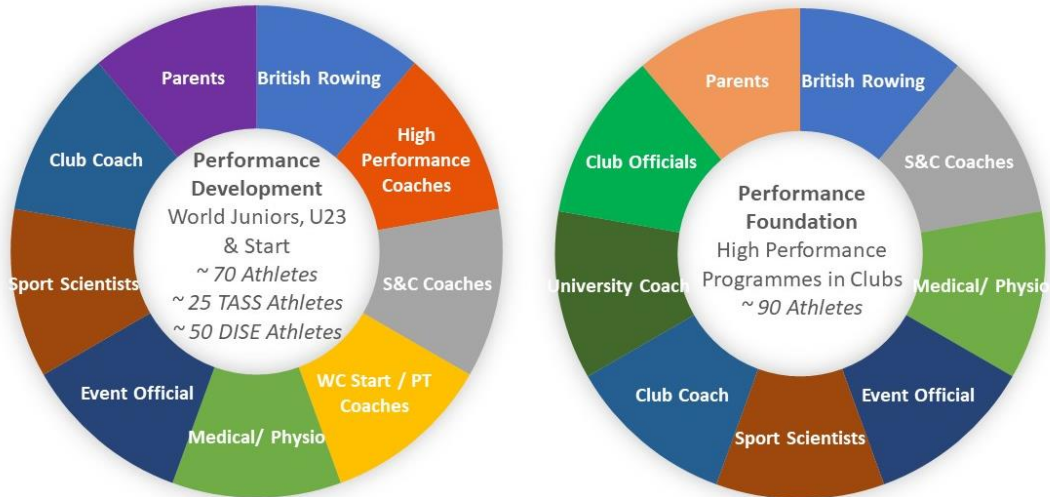 Parents
British Rowing
High
Performance
Coaches
S&C Coaches
WC Start / PT
Coaches
Medical/ Physio
Event Official
Sport Scientists
Club Coach
Performance
Development
World Juniors, U23
& Start
~ 70 Athletes
~ 25 TASS Athletes
~ 50 DISE Athletes
Parents
British Rowing
S&C Coaches
Medical/ Physio
Event Official
Sport Scientists
Club Coach
University Coach
Club Officials
Performance
Foundation
High Performance
Programmes in Clubs
~ 90 Athletes